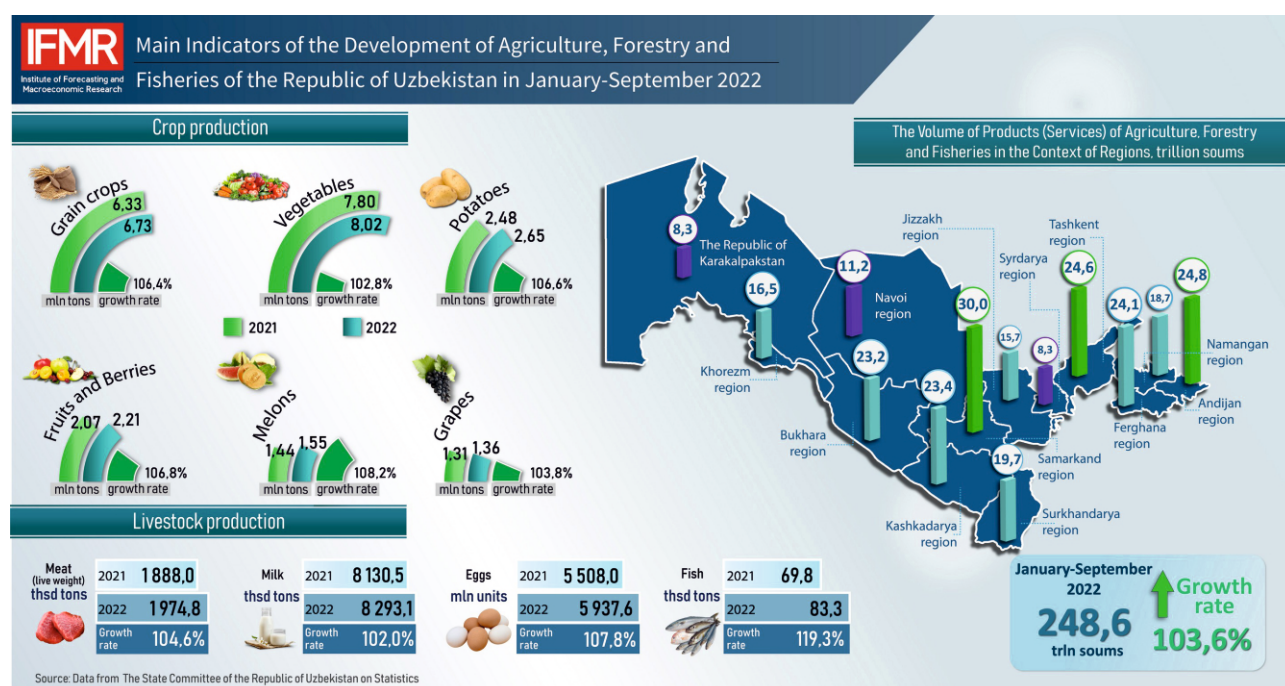 IFMR
Institute of Forecasting and
Macroeconomic Research
Main Indicators of the Development of Agriculture, Forestry and
Fisheries of the Republic of Uzbekistan in January-September 2022
Crop production
Grain crops
6,33
6,73
106,4%
mln tons growth rate
Vegetables
7,80
8,02
102,8%
mln tons growth rate
Potatoes
2,48
2,65
106,6%
mln tons growth rate
2021
2022
Fruits and Berries
2,07
2,21
106,8%
mln tons growth rate
Melons
1,44
1,55
108,2%
mln tons growth rate
Grapes
1,31
1,36
103,8%
mln tons growth rate
The Volume of Products (Services) of Agriculture, Forestry
and Fisheries in the Context of Regions, trillion soums
8,3
The Republic of
Karakalpakstan
16,5
Khorezm
region
11,2
Navoi
region
23,2
Bukhara
region
23,4
Kashkadarya
region
30,0
Samarkand
region
15,7
Jizzakh
region
8,3
Syrdarya
region
24,6
Tashkent
region
24,1
Ferghana
region
18,7
Namangan
region
24,8
Andijan
region
19,7
Surkhandarya
region
Livestock production
Meat
(live weight)
thsd tons
2021 1 888,0
2022 1 974,8
Growth
rate
104,6%
Milk
thsd tons
2021 8 130,5
2022 8 293,1
Growth
rate
102,0%
Eggs
mln units
2021 5 508,0
2022 5 937,6
Growth
rate
107,8%
Fish
thsd tons
2021 69,8
2022 83,3
Growth
rate
119,3%
January-September
2022
248,6
trln soums
Growth
rate
103,6%
Source: Data from The State Committee of the Republic of Uzbekistan on Statistics